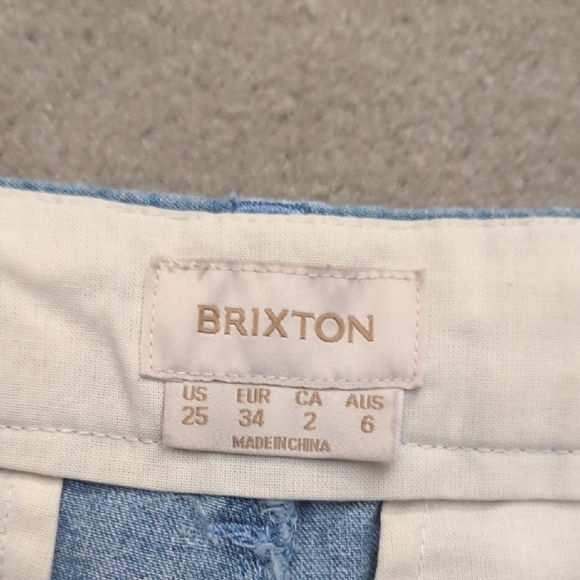 BRIXTON
US EUR CA AUS
25 34 2 6
MADE IN CHINA